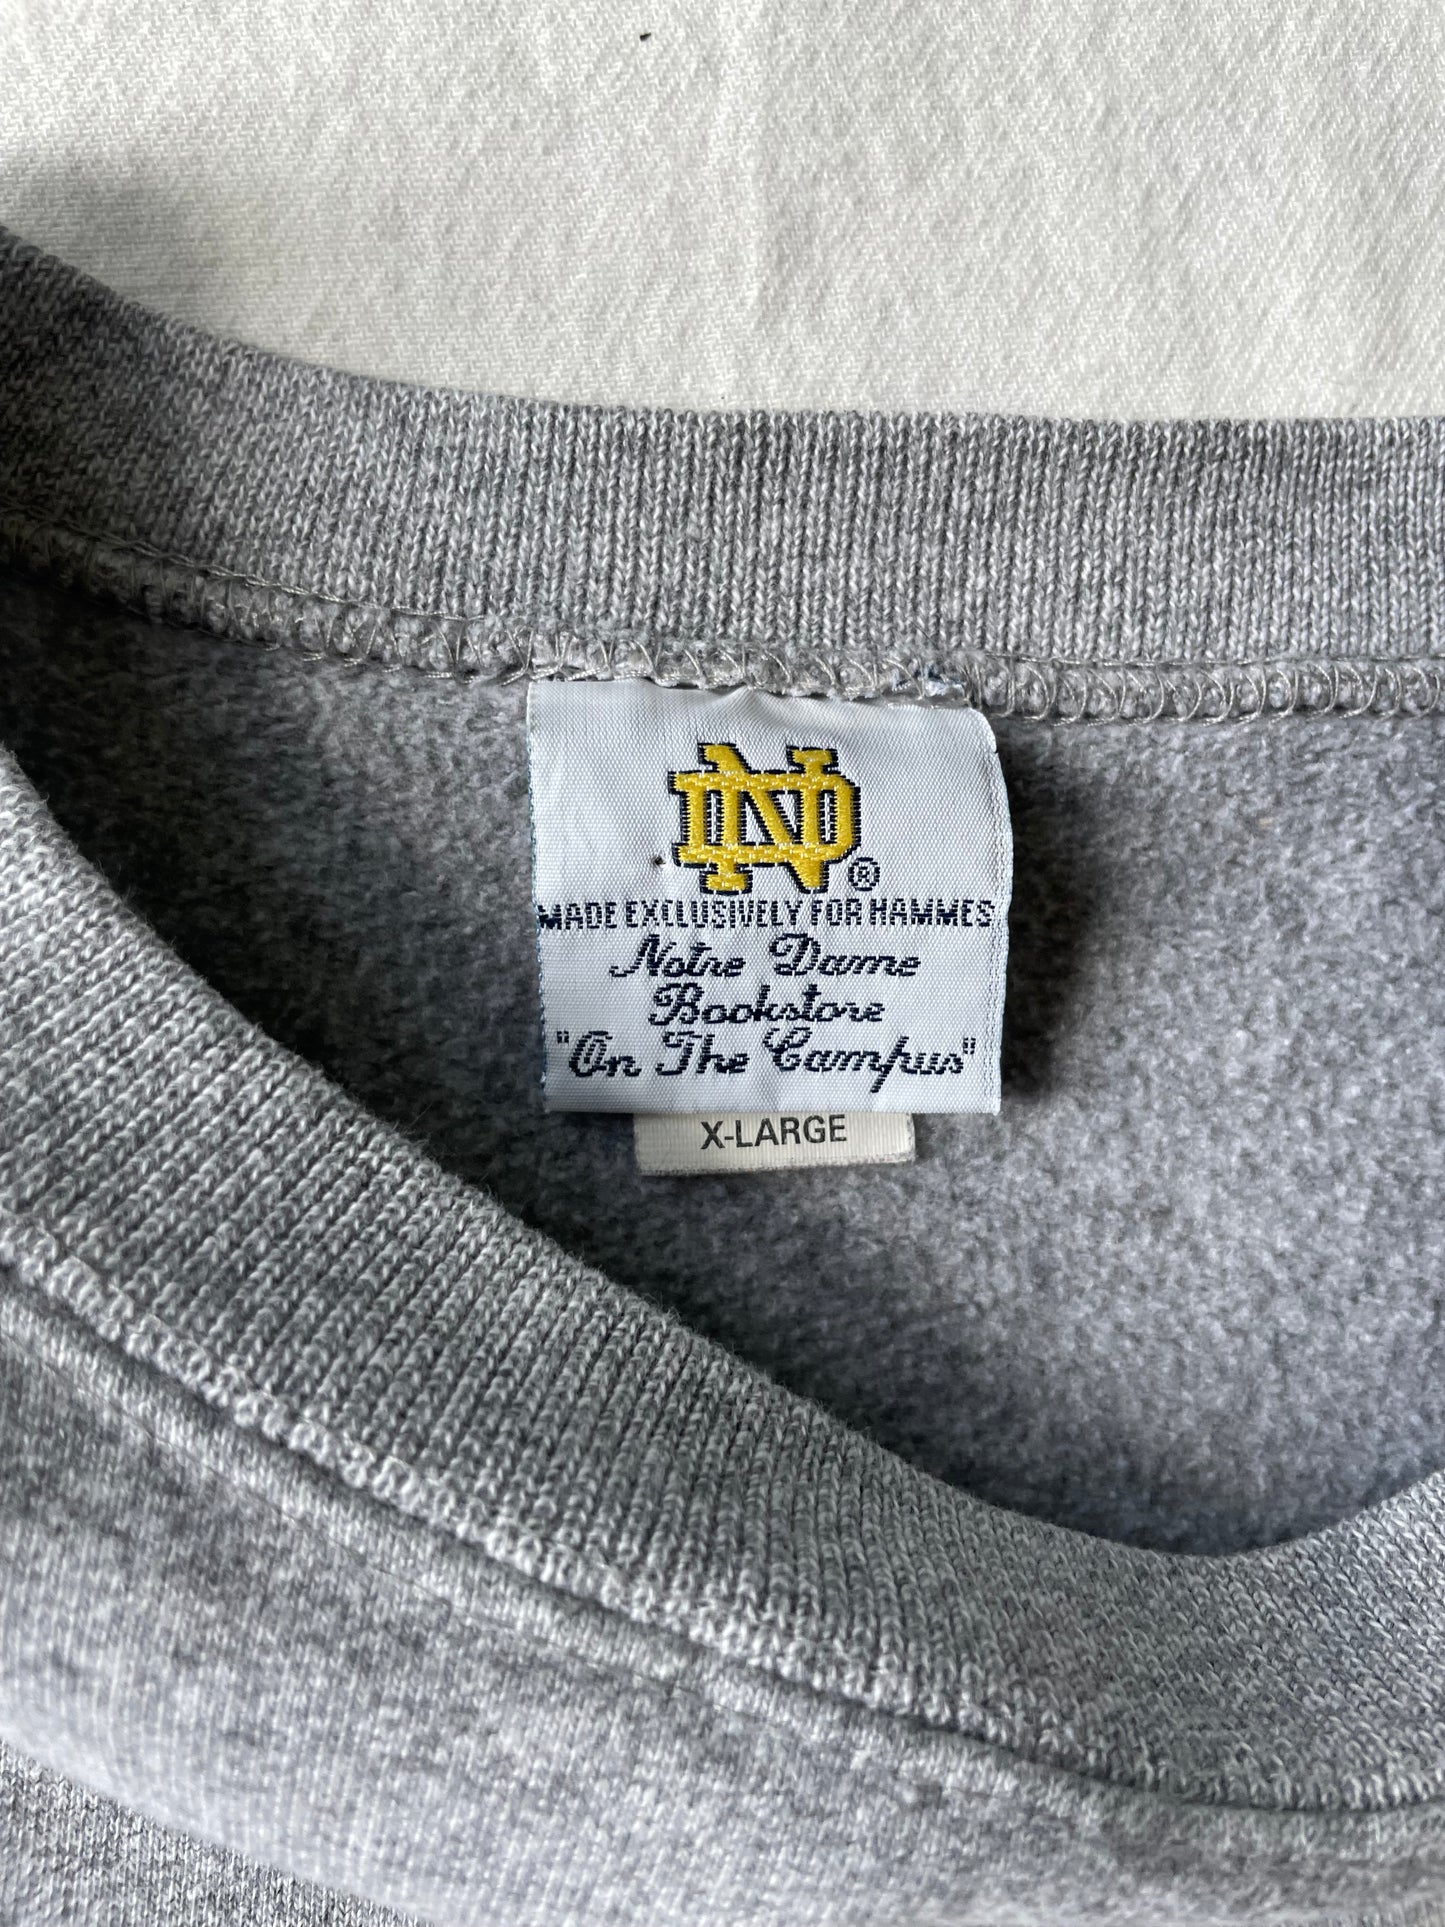 ND®
MADE EXCLUSIVELY FOR HAMMES
Notre Dame
Bookstore
"On The Campus"
X-LARGE